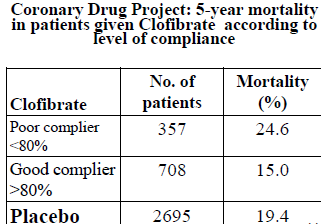 Coronary Drug Project: 5-year mortality
in patients given Clofibrate according to
level of compliance
No. of Mortality
Clofibrate patients (%)
Poor complier 357 24.6
<80%
Good complier 708 15.0
>80%
Placebo 2695 19.4